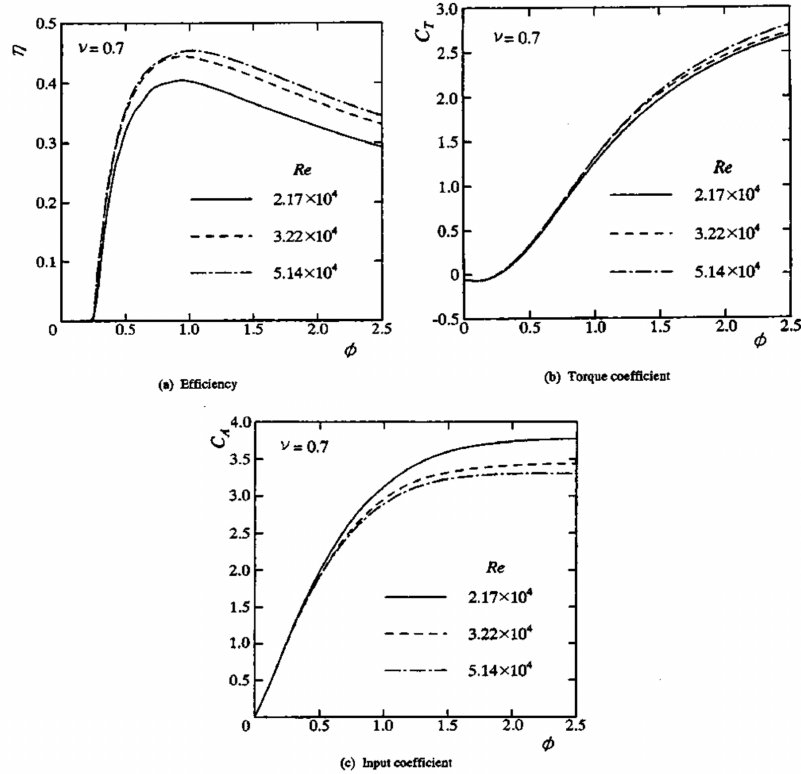 0.5
η
ν = 0.7
0.4
0.3
0.2
0.1
Re
2.17×10⁴
3.22×10⁴
5.14×10⁴
0 0.5 1.0 1.5 2.0 2.5
φ
(a) Efficiency
3.0
C_T
ν = 0.7
2.5
2.0
1.5
1.0
0.5
0
-0.5
Re
2.17×10⁴
3.22×10⁴
5.14×10⁴
0 0.5 1.0 1.5 2.0 2.5
φ
(b) Torque coefficient
4.0
C_A
ν = 0.7
3.5
3.0
2.5
2.0
1.5
1.0
0.5
Re
2.17×10⁴
3.22×10⁴
5.14×10⁴
0 0.5 1.0 1.5 2.0 2.5
φ
(c) Input coefficient